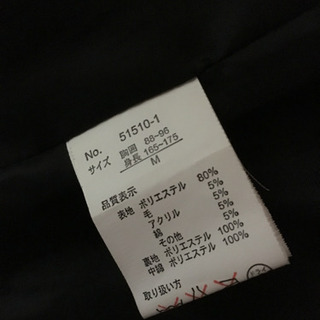 No. 51510-1
サイズ 胸囲 88-96
身長 165-175
M
品質表示
表地 ポリエステル 80%
毛 5%
アクリル 5%
綿 5%
その他 5%
裏地 ポリエステル 100%
中綿 ポリエステル 100%
取り扱い方